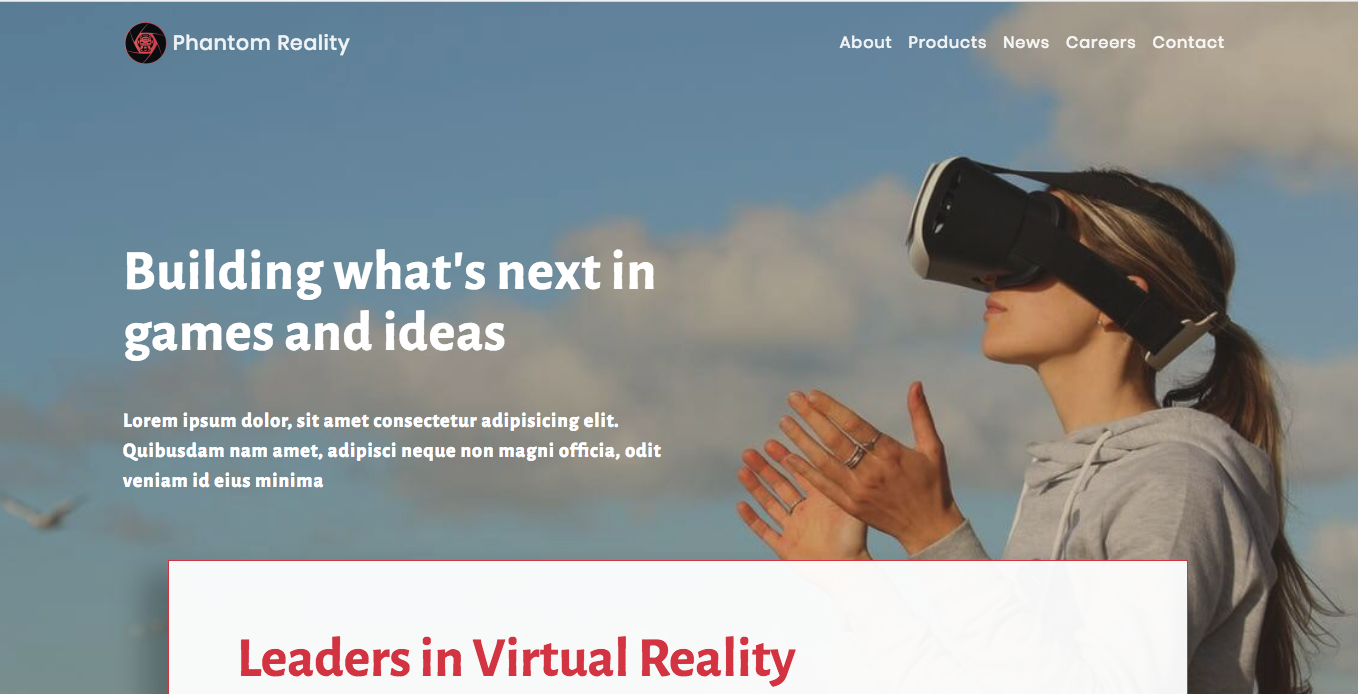 Phantom Reality
About Products News Careers Contact
Building what's next in
games and ideas
Lorem ipsum dolor, sit amet consectetur adipisicing elit.
Quibusdam nam amet, adipisci neque non magni officia, odit
veniam id eius minima
Leaders in Virtual Reality